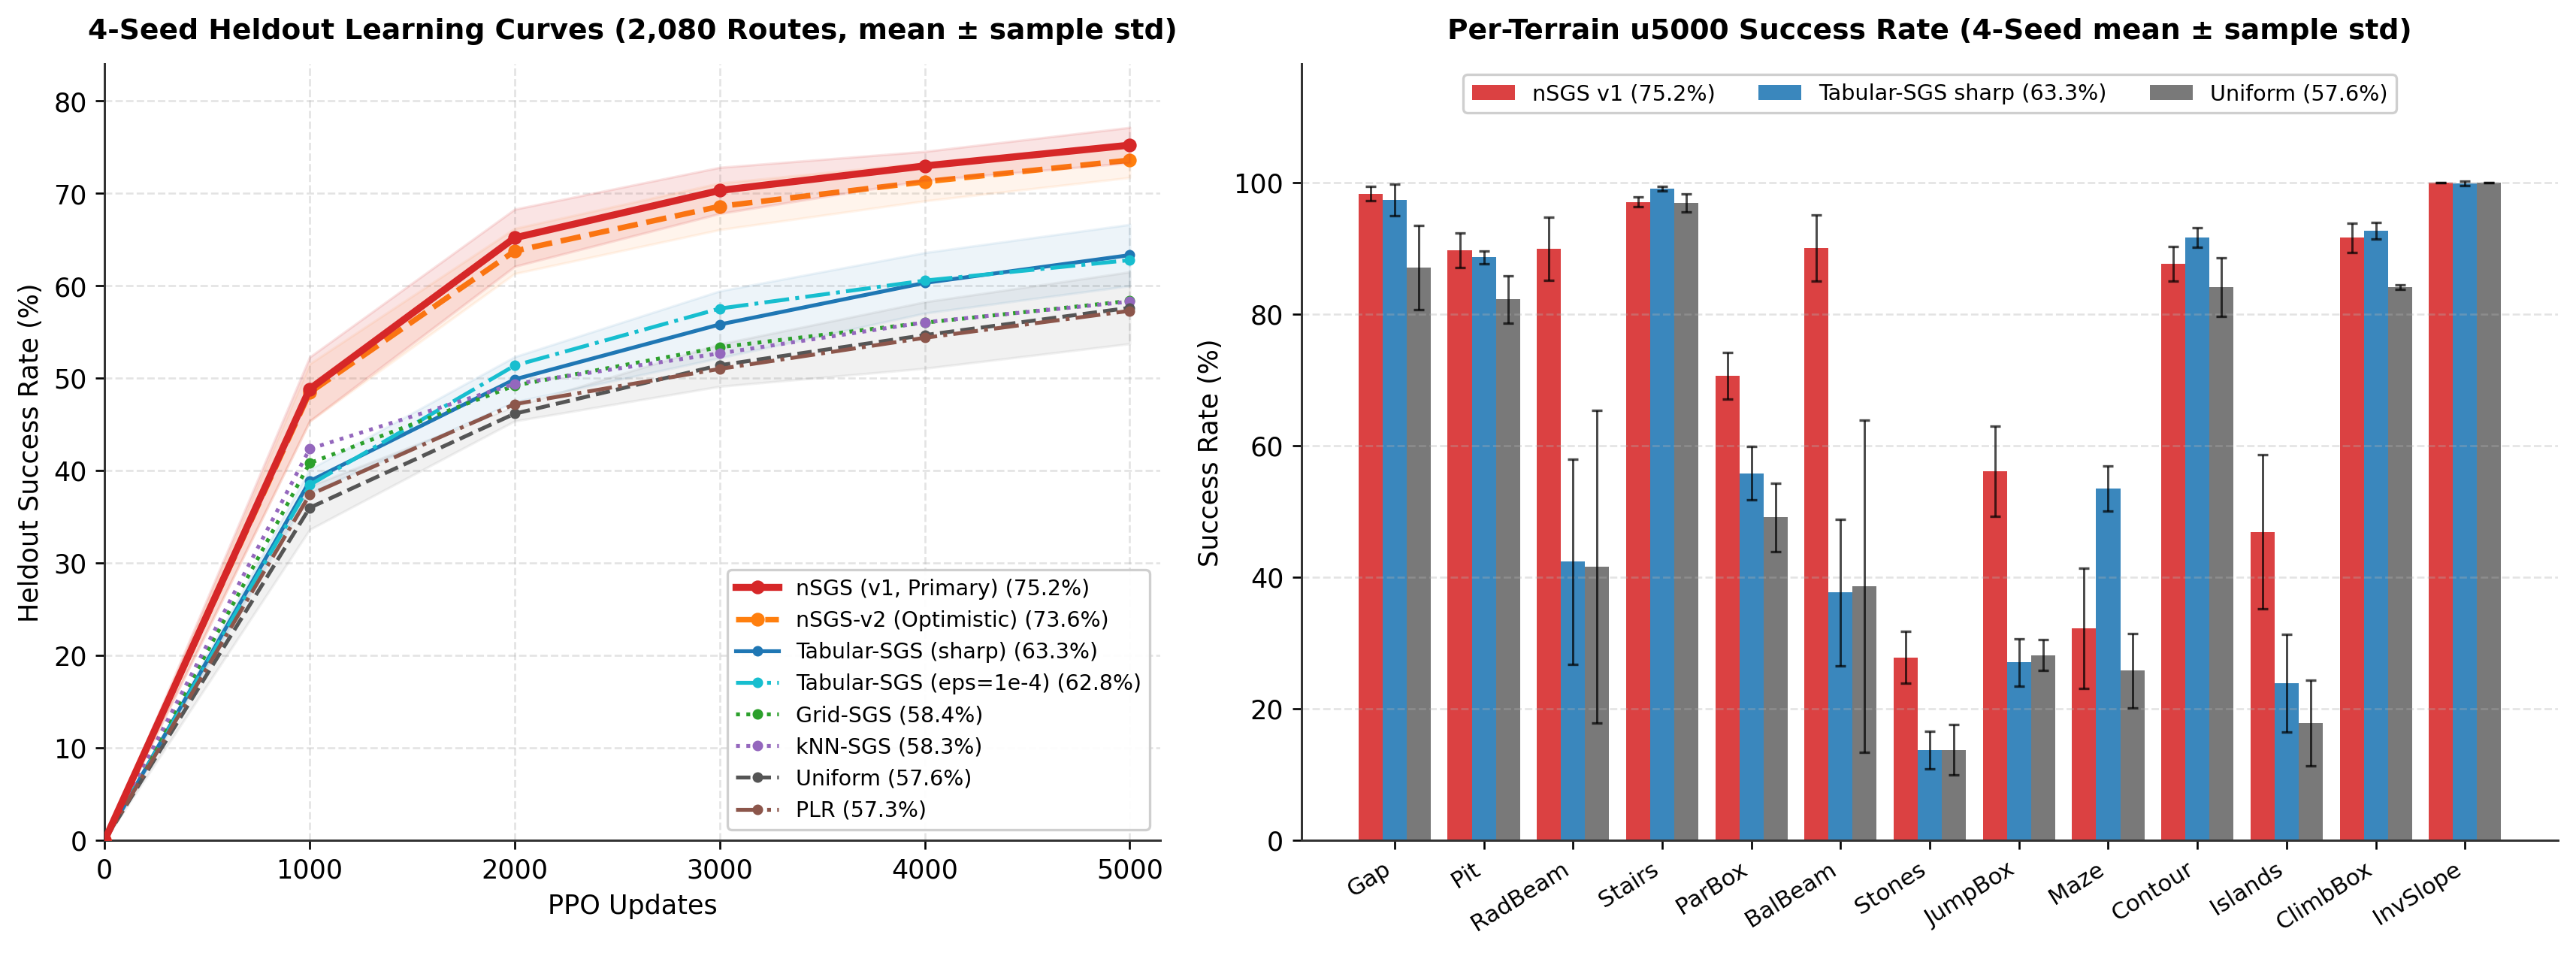 4-Seed Heldout Learning Curves (2,080 Routes, mean ± sample std)
Heldout Success Rate (%)
80
70
60
50
40
30
20
10
0
0 1000 2000 3000 4000 5000
PPO Updates
nSGS (v1, Primary) (75.2%)
nSGS-v2 (Optimistic) (73.6%)
Tabular-SGS (sharp) (63.3%)
Tabular-SGS (eps=1e-4) (62.8%)
Grid-SGS (58.4%)
kNN-SGS (58.3%)
Uniform (57.6%)
PLR (57.3%)
Per-Terrain u5000 Success Rate (4-Seed mean ± sample std)
nSGS v1 (75.2%) Tabular-SGS sharp (63.3%) Uniform (57.6%)
Success Rate (%)
100
80
60
40
20
0
Gap
Pit
RadBeam
Stairs
ParBox
BalBeam
Stones
JumpBox
Maze
Contour
Islands
ClimbBox
InvSlope